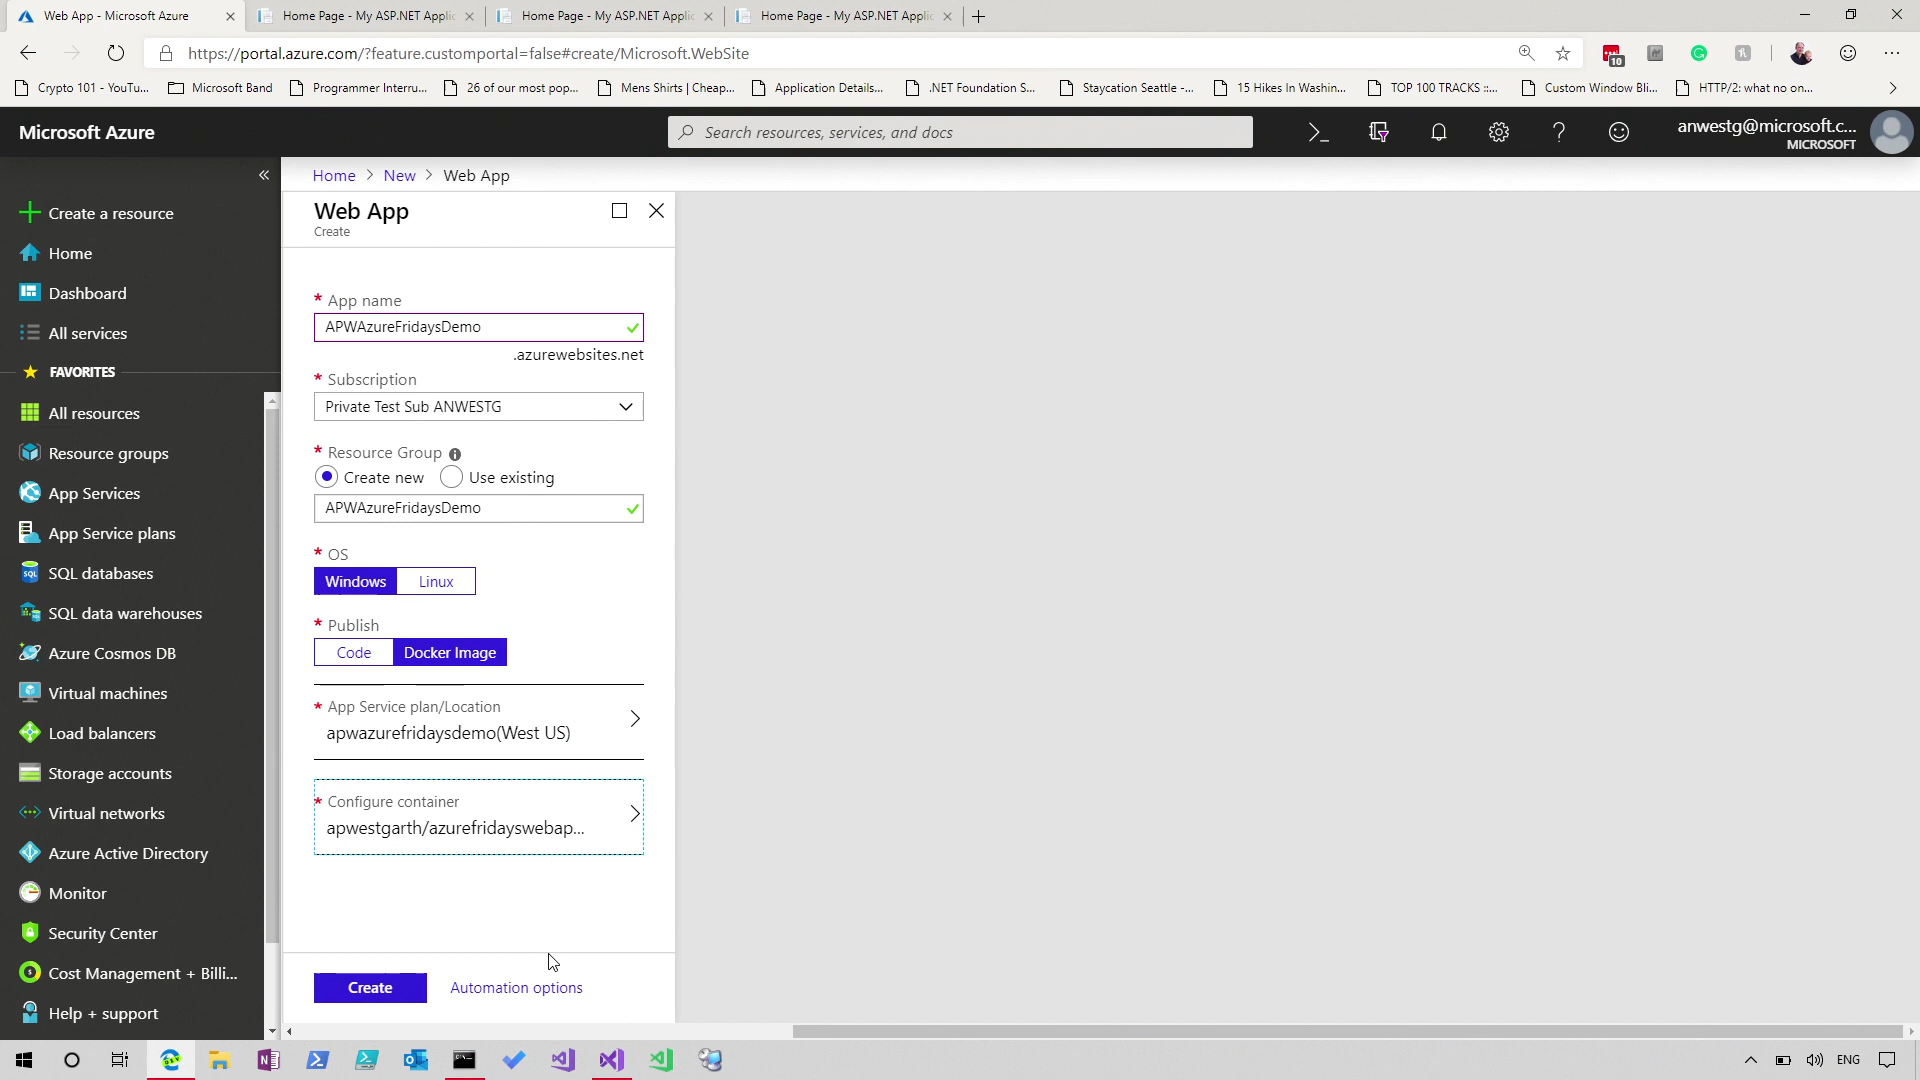 Web App - Microsoft Azure
Home Page - My ASP.NET Applic
Home Page - My ASP.NET Applic
Home Page - My ASP.NET Applic
https://portal.azure.com/?feature.customportal=false#create/Microsoft.WebSite
10
Crypto 101 - YouTu...
Microsoft Band
Programmer Interru...
26 of our most pop...
Mens Shirts | Cheap...
Application Details...
.NET Foundation S...
Staycation Seattle -...
15 Hikes In Washin...
TOP 100 TRACKS ::...
Custom Window Bli...
HTTP/2: what no on...
Microsoft Azure
Search resources, services, and docs
anwestg@microsoft.c...
MICROSOFT
Home > New > Web App
Create a resource
Home
Dashboard
All services
FAVORITES
All resources
Resource groups
App Services
App Service plans
SQL databases
SQL data warehouses
Azure Cosmos DB
Virtual machines
Load balancers
Storage accounts
Virtual networks
Azure Active Directory
Monitor
Security Center
Cost Management + Billi...
Help + support
Web App
Create
* App name
APWAzureFridaysDemo
.azurewebsites.net
* Subscription
Private Test Sub ANWESTG
* Resource Group
Create new
Use existing
APWAzureFridaysDemo
* OS
Windows
Linux
* Publish
Code
Docker Image
* App Service plan/Location
apwazurefridaysdemo(West US)
* Configure container
apwestgarth/azurefridayswebap...
Create
Automation options
ENG